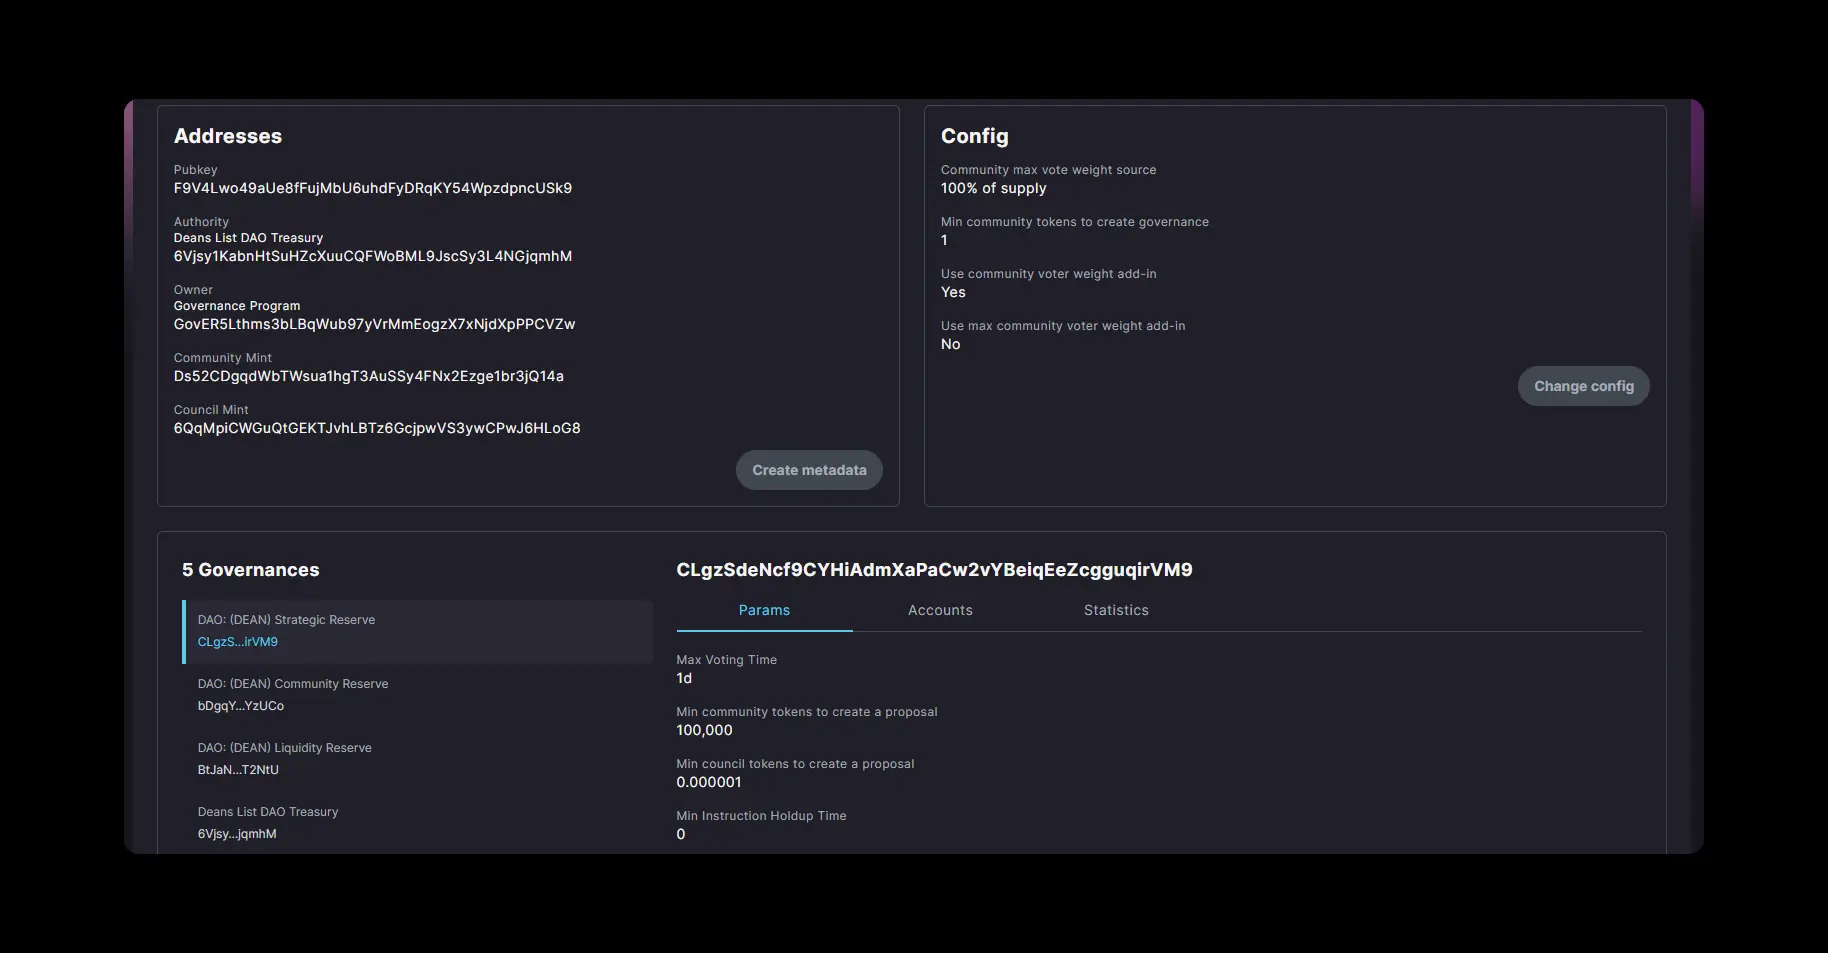 Addresses
Pubkey
F9V4Lwo49aUe8fFujMbU6uhdFyDRqKY54WpzdpncUSk9
Authority
Deans List DAO Treasury
6Vjsy1KabnHtSuHZcXuuCQFWoBML9JscSy3L4NGjqmhM
Owner
Governance Program
GovER5Lthms3bLBqWub97yVrMmEogzX7xNjdXpPPCVZw
Community Mint
Ds52CDgqdWbTWsua1hgT3AuSSy4FNx2Ezge1br3jQ14a
Council Mint
6QqMpiCWGuQtGEKTJvhLBTz6GcjpwVS3ywCPwJ6HLoG8
Create metadata
Config
Community max vote weight source
100% of supply
Min community tokens to create governance
1
Use community voter weight add-in
Yes
Use max community voter weight add-in
No
Change config
5 Governances
DAO: (DEAN) Strategic Reserve
CLgzS...irVM9
DAO: (DEAN) Community Reserve
bDgqY...YzUCo
DAO: (DEAN) Liquidity Reserve
BtJaN...T2NtU
Deans List DAO Treasury
6Vjsy...jqmhM
CLgzSdeNcf9CYHiAdmXaPaCw2vYBeiqEeZcgguqirVM9
Params Accounts Statistics
Max Voting Time
1d
Min community tokens to create a proposal
100,000
Min council tokens to create a proposal
0.000001
Min Instruction Holdup Time
0